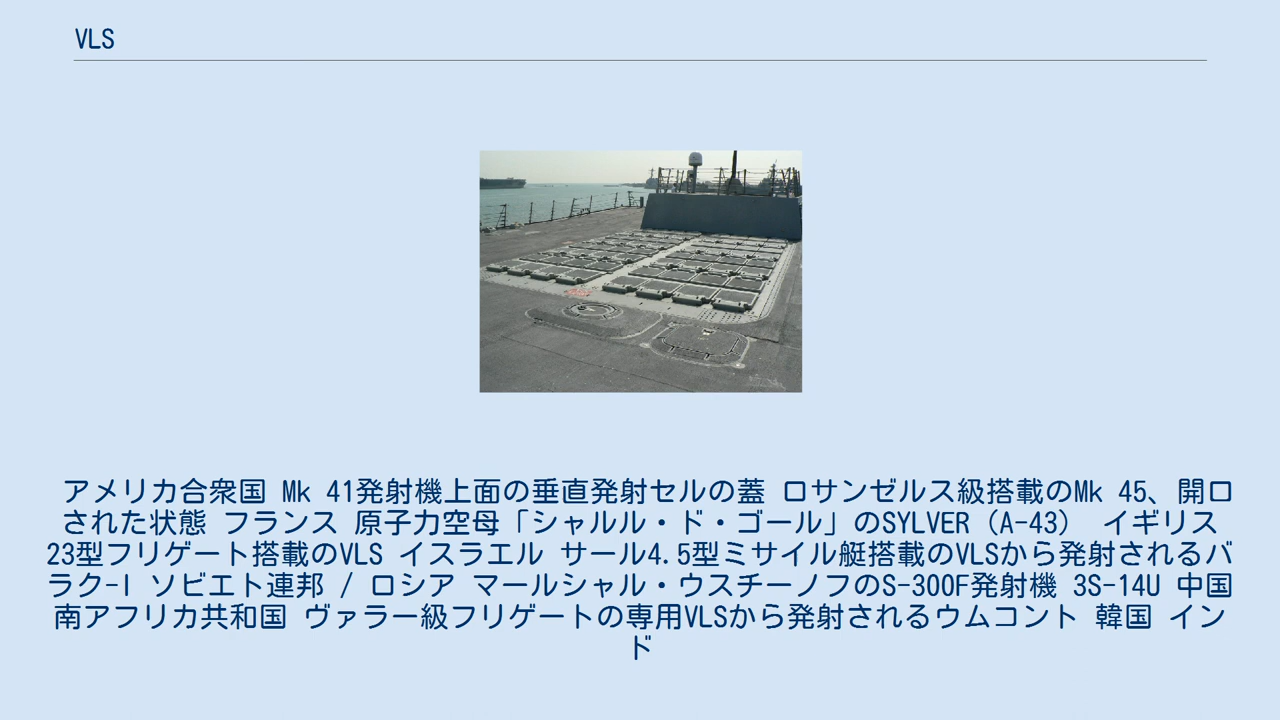 VLS
アメリカ合衆国 Mk 41発射機上面の垂直発射セルの蓋 ロサンゼルス級搭載のMk 45、開口
された状態 フランス 原子力空母「シャルル・ド・ゴール」のSYLVER（A-43） イギリス
23型フリゲート搭載のVLS イスラエル サール4.5型ミサイル艇搭載のVLSから発射されるバ
ラク-I ソビエト連邦 / ロシア マールシャル・ウスチーノフのS-300F発射機 3S-14U 中国
南アフリカ共和国 ヴァラー級フリゲートの専用VLSから発射されるウムコント 韓国 イン
ド